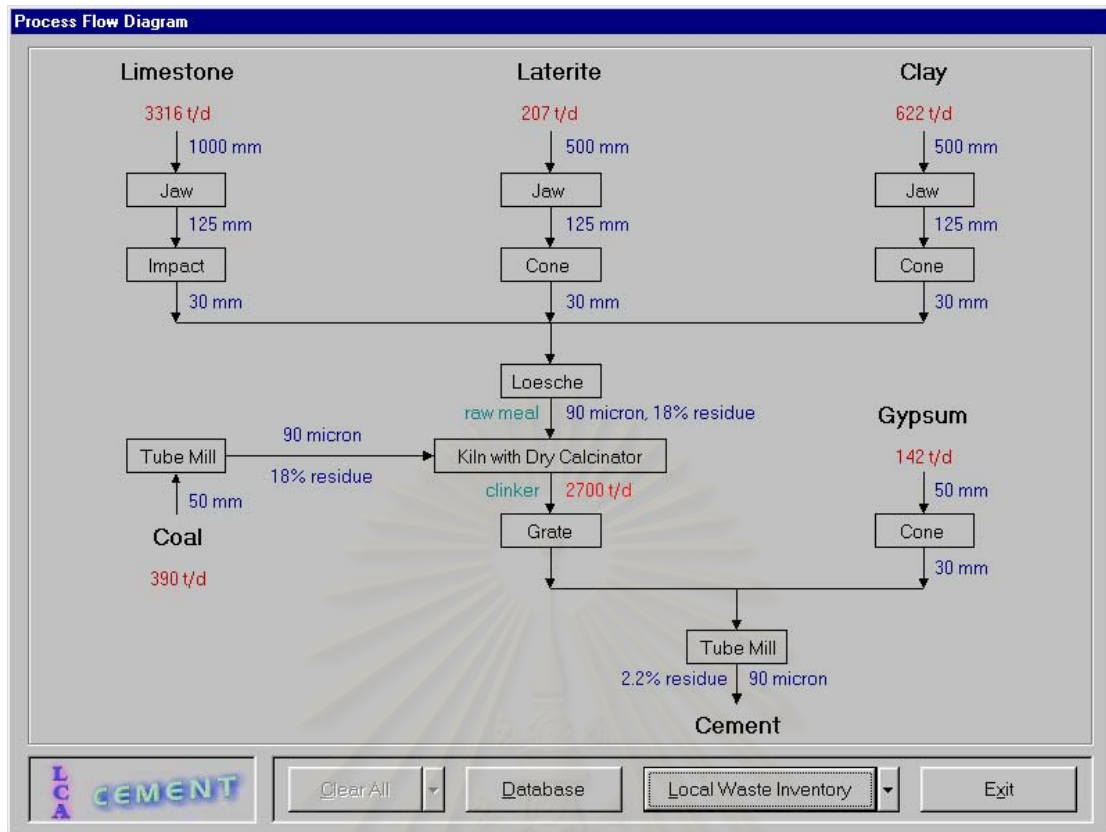 Process Flow Diagram
Limestone
Laterite
Clay
3316 t/d
207 t/d
622 t/d
1000 mm
500 mm
500 mm
Jaw
Jaw
Jaw
125 mm
125 mm
125 mm
Impact
Cone
Cone
30 mm
30 mm
30 mm
Loesche
raw meal
90 micron, 18% residue
Gypsum
90 micron
Tube Mill
Kiln with Dry Calcinator
142 t/d
18% residue
clinker
2700 t/d
50 mm
50 mm
Coal
Grate
Cone
390 t/d
30 mm
Tube Mill
2.2% residue
90 micron
Cement
LCA
CEMENT
Clear All
Database
Local Waste Inventory
Exit